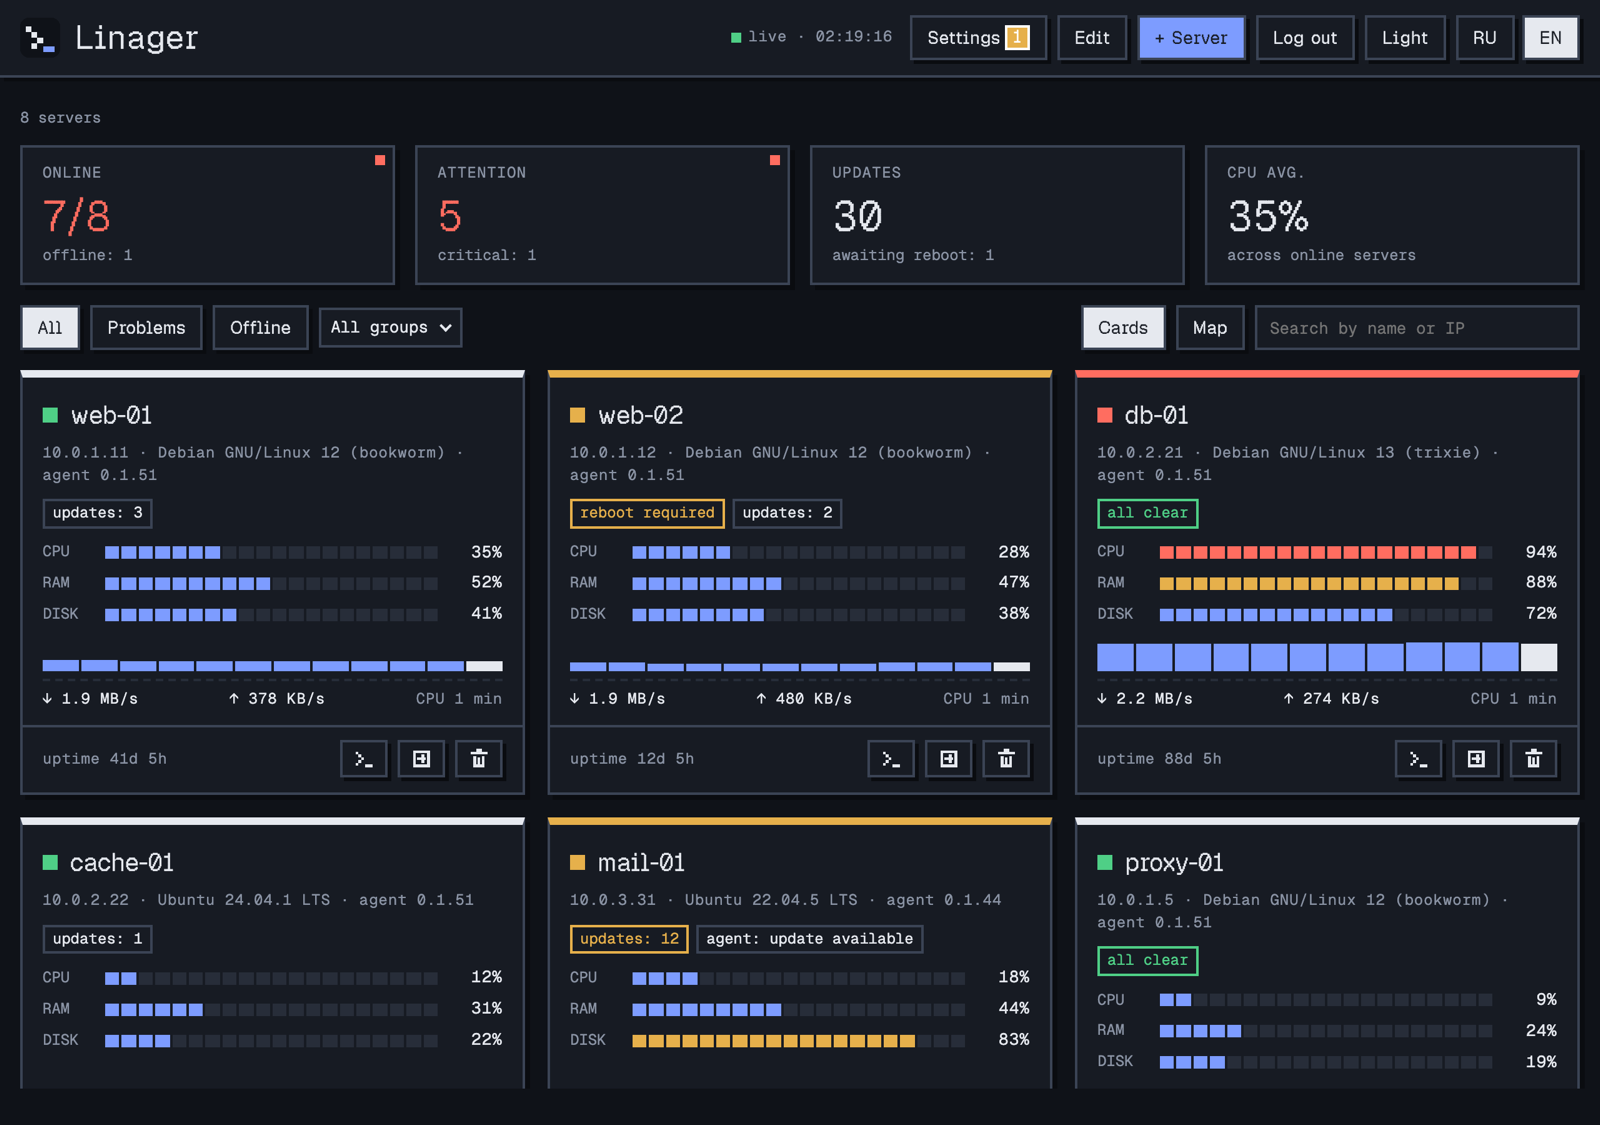 Linager
live · 02:19:16
Settings 1
Edit
+ Server
Log out
Light
RU
EN
8 servers
ONLINE
7/8
offline: 1
ATTENTION
5
critical: 1
UPDATES
30
awaiting reboot: 1
CPU AVG.
35%
across online servers
All
Problems
Offline
All groups
Cards
Map
Search by name or IP
web-01
10.0.1.11 · Debian GNU/Linux 12 (bookworm) ·
agent 0.1.51
updates: 3
CPU 35%
RAM 52%
DISK 41%
↓ 1.9 MB/s ↑ 378 KB/s CPU 1 min
uptime 41d 5h
web-02
10.0.1.12 · Debian GNU/Linux 12 (bookworm) ·
agent 0.1.51
reboot required updates: 2
CPU 28%
RAM 47%
DISK 38%
↓ 1.9 MB/s ↑ 480 KB/s CPU 1 min
uptime 12d 5h
db-01
10.0.2.21 · Debian GNU/Linux 13 (trixie) ·
agent 0.1.51
all clear
CPU 94%
RAM 88%
DISK 72%
↓ 2.2 MB/s ↑ 274 KB/s CPU 1 min
uptime 88d 5h
cache-01
10.0.2.22 · Ubuntu 24.04.1 LTS · agent 0.1.51
updates: 1
CPU 12%
RAM 31%
DISK 22%
mail-01
10.0.3.31 · Ubuntu 22.04.5 LTS · agent 0.1.44
updates: 12 agent: update available
CPU 18%
RAM 44%
DISK 83%
proxy-01
10.0.1.5 · Debian GNU/Linux 12 (bookworm) ·
agent 0.1.51
all clear
CPU 9%
RAM 24%
DISK 19%